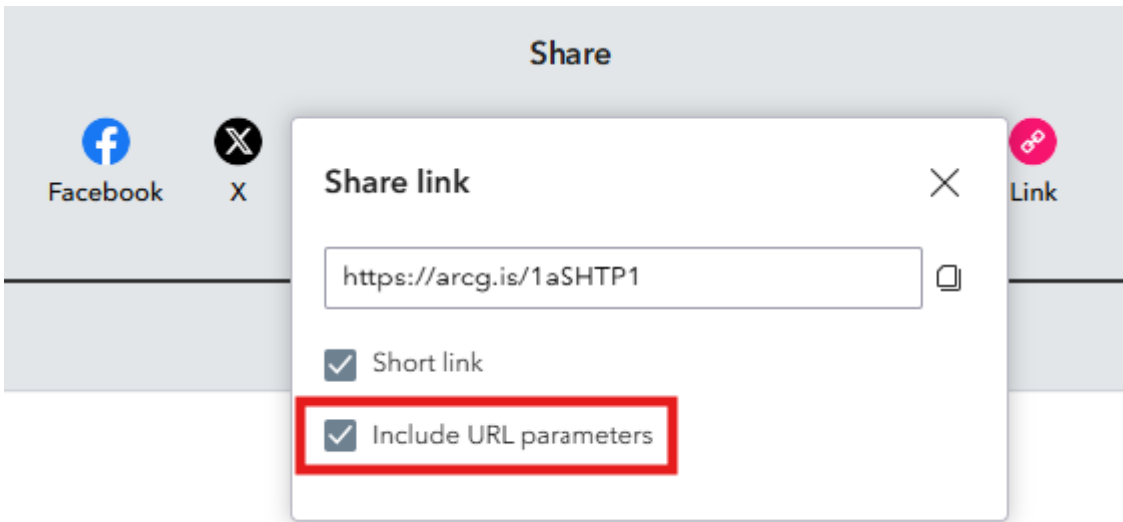 Share
Facebook
X
Link
Share link
https://arcg.is/1aSHTP1
Short link
Include URL parameters